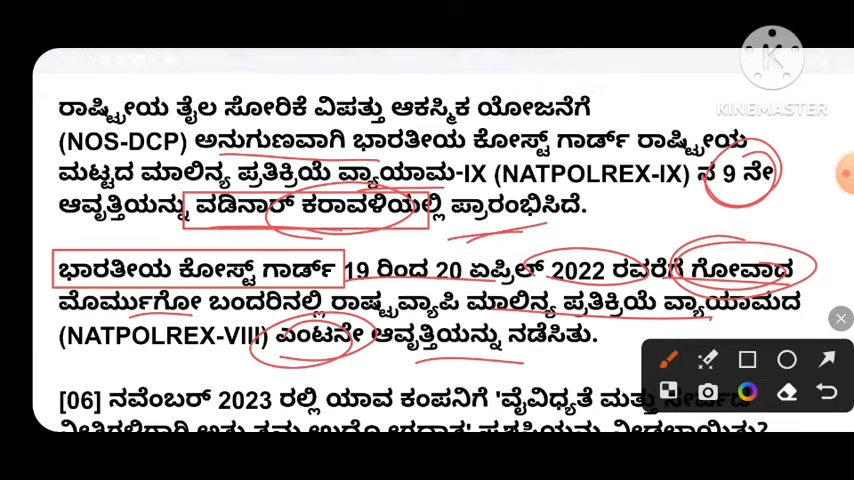 KINEMASTER
ರಾಷ್ಟ್ರೀಯ ತೈಲ ಸೋರಿಕೆ ವಿಪತ್ತು ಆಕಸ್ಮಿಕ ಯೋಜನೆಗೆ
(NOS-DCP) ಅನುಗುಣವಾಗಿ ಭಾರತೀಯ ಕೋಸ್ಟ್ ಗಾರ್ಡ್ ರಾಷ್ಟ್ರೀಯ
ಮಟ್ಟದ ಮಾಲಿನ್ಯ ಪ್ರತಿಕ್ರಿಯೆ ವ್ಯಾಯಾಮ-IX (NATPOLREX-IX) ನ 9 ನೇ
ಆವೃತ್ತಿಯನ್ನು ವಡಿನಾರ್ ಕರಾವಳಿಯಲ್ಲಿ ಪ್ರಾರಂಭಿಸಿದೆ.
ಭಾರತೀಯ ಕೋಸ್ಟ್ ಗಾರ್ಡ್ 19 ರಿಂದ 20 ಏಪ್ರಿಲ್ 2022 ರವರೆಗೆ ಗೋವಾದ
ಮೊರ್ಮುಗೋ ಬಂದರಿನಲ್ಲಿ ರಾಷ್ಟ್ರವ್ಯಾಪಿ ಮಾಲಿನ್ಯ ಪ್ರತಿಕ್ರಿಯೆ ವ್ಯಾಯಾಮದ
(NATPOLREX-VIII) ಎಂಟನೇ ಆವೃತ್ತಿಯನ್ನು ನಡೆಸಿತು.
[06] ನವೆಂಬರ್ 2023 ರಲ್ಲಿ ಯಾವ ಕಂಪನಿಗೆ 'ವೈವಿಧ್ಯತೆ ಮತ್ತು